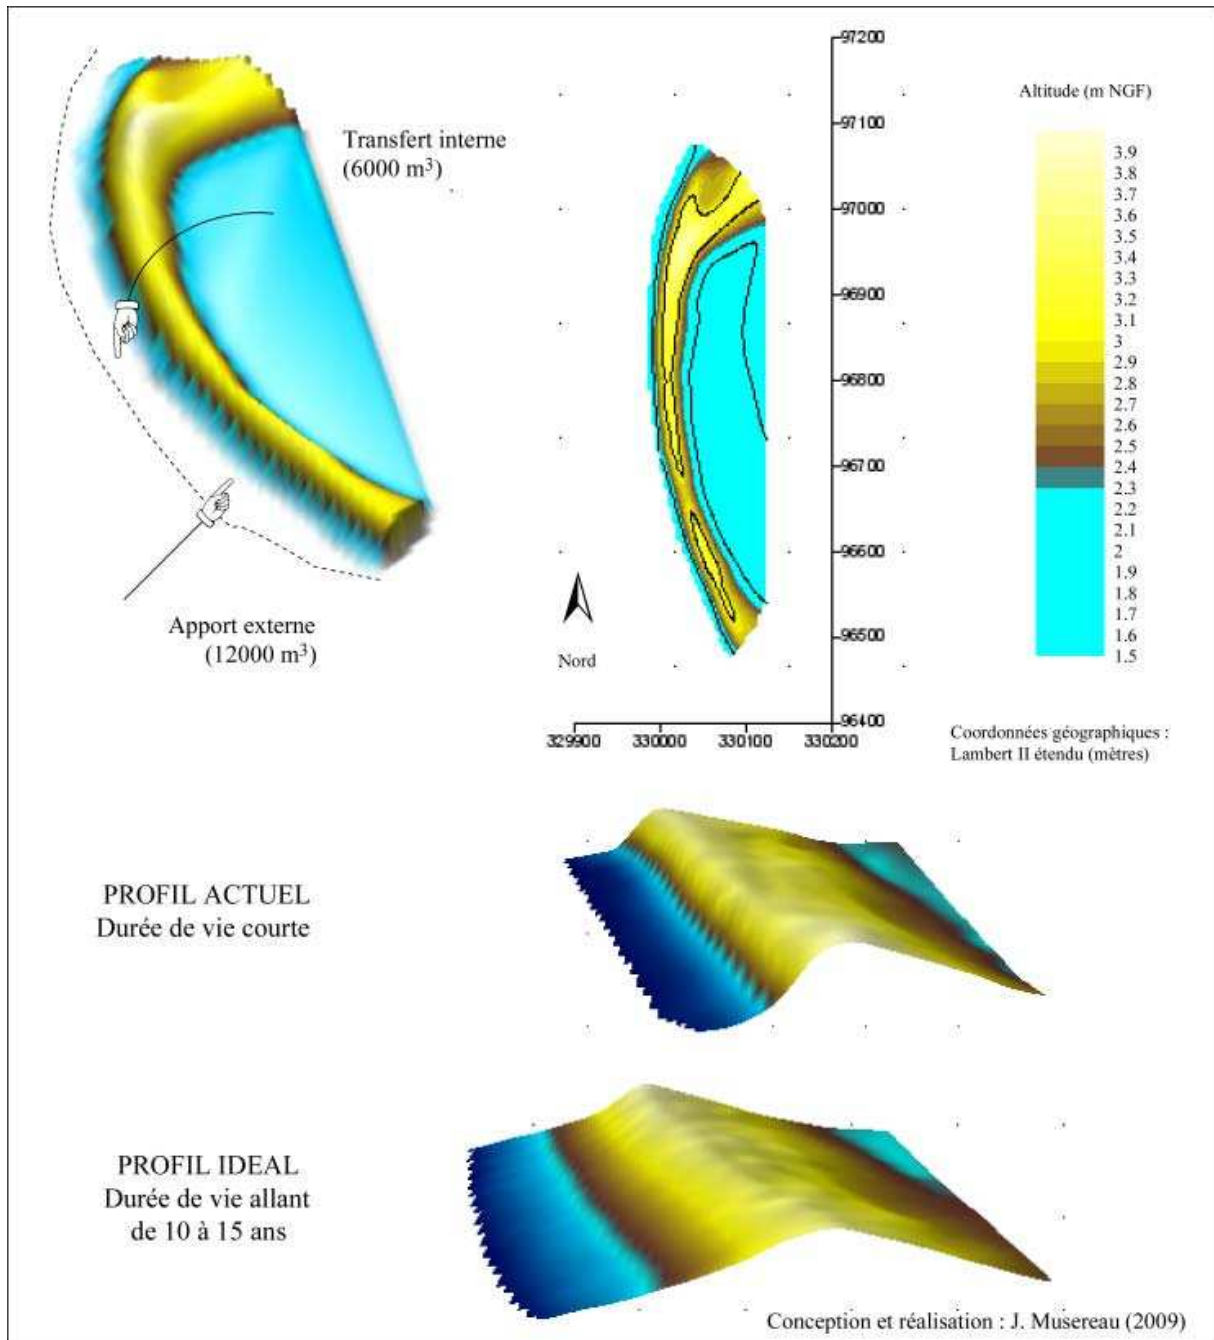 Transfert interne
(6000 m³)
Apport externe
(12000 m³)
97200
97100
97000
96900
96800
96700
96600
96500
96400
329900 330000 330100 330200
Nord
Altitude (m NGF)
3.9
3.8
3.7
3.6
3.5
3.4
3.3
3.2
3.1
3
2.9
2.8
2.7
2.6
2.5
2.4
2.3
2.2
2.1
2
1.9
1.8
1.7
1.6
1.5
Coordonnées géographiques :
Lambert II étendu (mètres)
PROFIL ACTUEL
Durée de vie courte
PROFIL IDEAL
Durée de vie allant
de 10 à 15 ans
Conception et réalisation : J. Musereau (2009)